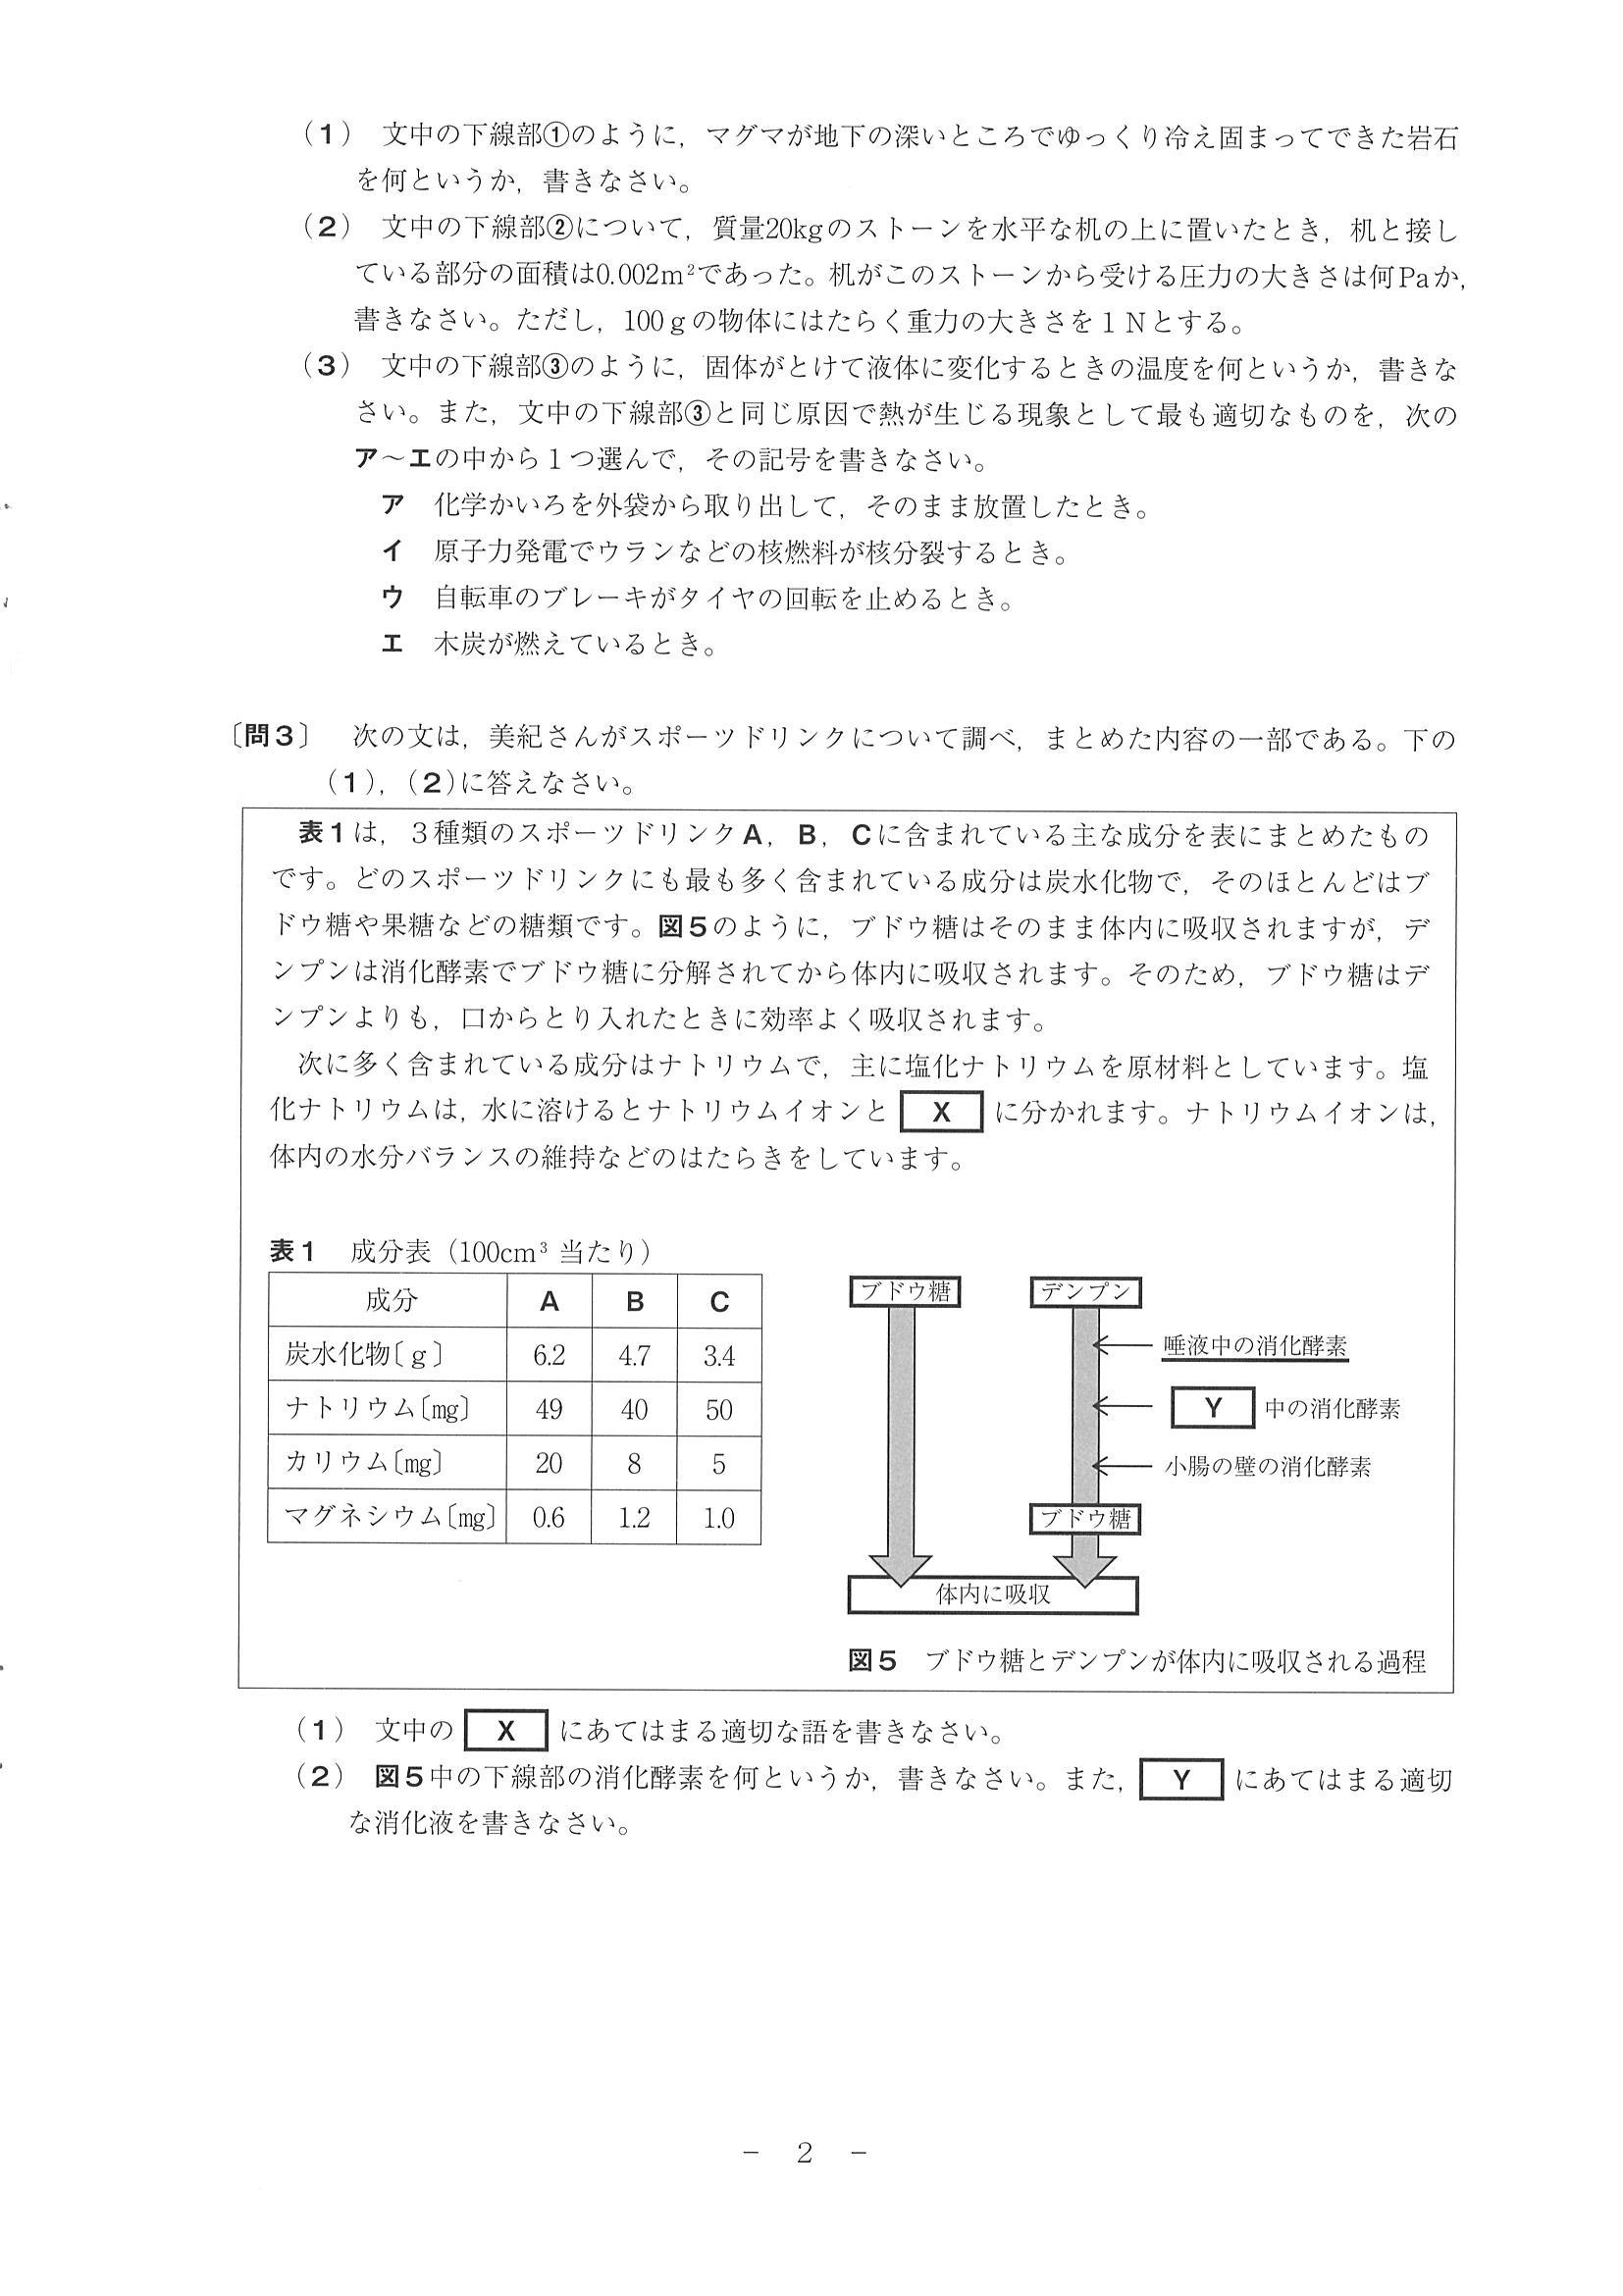 （1）　文中の下線部①のように，マグマが地下の深いところでゆっくり冷え固まってできた岩石
を何というか，書きなさい。
（2）　文中の下線部②について，質量20kgのストーンを水平な机の上に置いたとき，机と接し
ている部分の面積は0.002m²であった。机がこのストーンから受ける圧力の大きさは何Paか，
書きなさい。ただし，100ｇの物体にはたらく重力の大きさを１Ｎとする。
（3）　文中の下線部③のように，固体がとけて液体に変化するときの温度を何というか，書きな
さい。また，文中の下線部③と同じ原因で熱が生じる現象として最も適切なものを，次の
ア～エの中から１つ選んで，その記号を書きなさい。
ア　化学かいろを外袋から取り出して，そのまま放置したとき。
イ　原子力発電でウランなどの核燃料が核分裂するとき。
ウ　自転車のブレーキがタイヤの回転を止めるとき。
エ　木炭が燃えているとき。
〔問３〕　次の文は，美紀さんがスポーツドリンクについて調べ，まとめた内容の一部である。下の
（1），（2）に答えなさい。
表１は，３種類のスポーツドリンクＡ，Ｂ，Ｃに含まれている主な成分を表にまとめたもの
です。どのスポーツドリンクにも最も多く含まれている成分は炭水化物で，そのほとんどはブ
ドウ糖や果糖などの糖類です。図５のように，ブドウ糖はそのまま体内に吸収されますが，デ
ンプンは消化酵素でブドウ糖に分解されてから体内に吸収されます。そのため，ブドウ糖はデ
ンプンよりも，口からとり入れたときに効率よく吸収されます。
次に多く含まれている成分はナトリウムで，主に塩化ナトリウムを原材料としています。塩
化ナトリウムは，水に溶けるとナトリウムイオンと X に分かれます。ナトリウムイオンは，
体内の水分バランスの維持などのはたらきをしています。
表１　成分表（100cm³ 当たり）
成分 A B C
炭水化物〔ｇ〕 6.2 4.7 3.4
ナトリウム〔mg〕 49 40 50
カリウム〔mg〕 20 8 5
マグネシウム〔mg〕 0.6 1.2 1.0
ブドウ糖 デンプン
唾液中の消化酵素
Y 中の消化酵素
小腸の壁の消化酵素
ブドウ糖
体内に吸収
図５　ブドウ糖とデンプンが体内に吸収される過程
（1）　文中の X にあてはまる適切な語を書きなさい。
（2）　図５中の下線部の消化酵素を何というか，書きなさい。また， Y にあてはまる適切
な消化液を書きなさい。
－　2　－